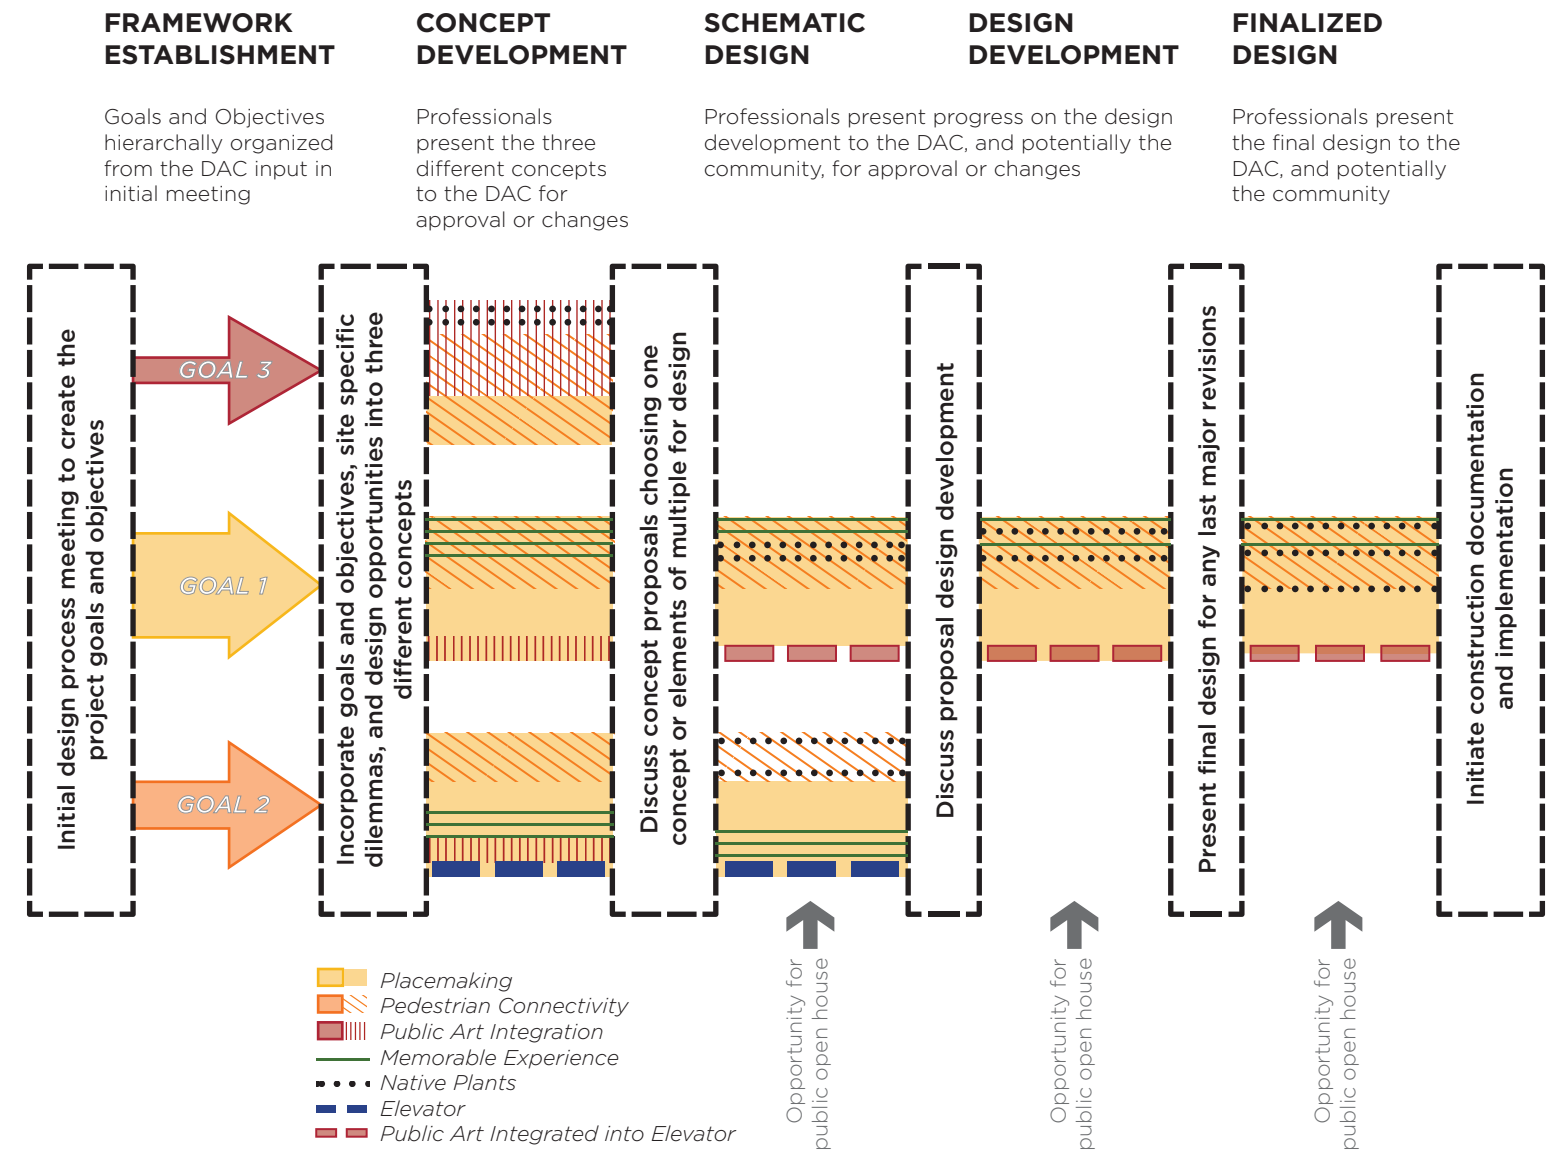 FRAMEWORK
ESTABLISHMENT
Goals and Objectives
hierarchally organized
from the DAC input in
initial meeting
CONCEPT
DEVELOPMENT
Professionals
present the three
different concepts
to the DAC for
approval or changes
SCHEMATIC
DESIGN
DESIGN
DEVELOPMENT
Professionals present progress on the design
development to the DAC, and potentially the
community, for approval or changes
FINALIZED
DESIGN
Professionals present
the final design to the
DAC, and potentially
the community
Initial design process meeting to create the
project goals and objectives
GOAL 3
GOAL 1
GOAL 2
Incorporate goals and objectives, site specific
dilemmas, and design opportunities into three
different concepts
Discuss concept proposals choosing one
concept or elements of multiple for design
Discuss proposal design development
Present final design for any last major revisions
Initiate construction documentation
and implementation
Opportunity for
public open house
Opportunity for
public open house
Opportunity for
public open house
Placemaking
Pedestrian Connectivity
Public Art Integration
Memorable Experience
Native Plants
Elevator
Public Art Integrated into Elevator